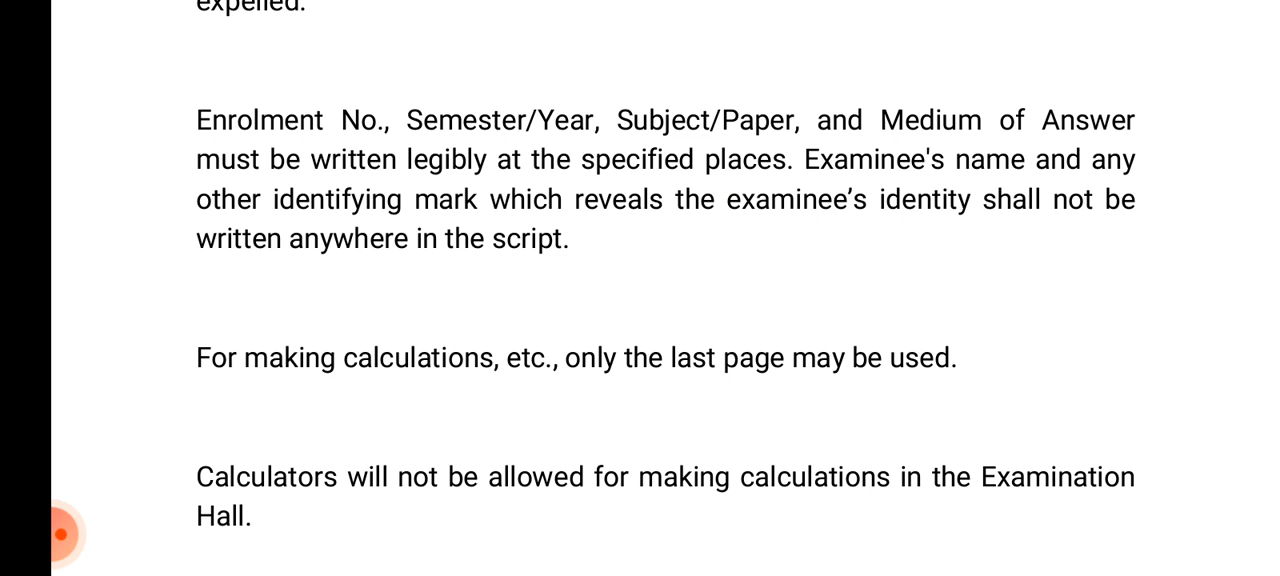 expelled.
Enrolment No., Semester/Year, Subject/Paper, and Medium of Answer
must be written legibly at the specified places. Examinee's name and any
other identifying mark which reveals the examinee’s identity shall not be
written anywhere in the script.
For making calculations, etc., only the last page may be used.
Calculators will not be allowed for making calculations in the Examination
Hall.